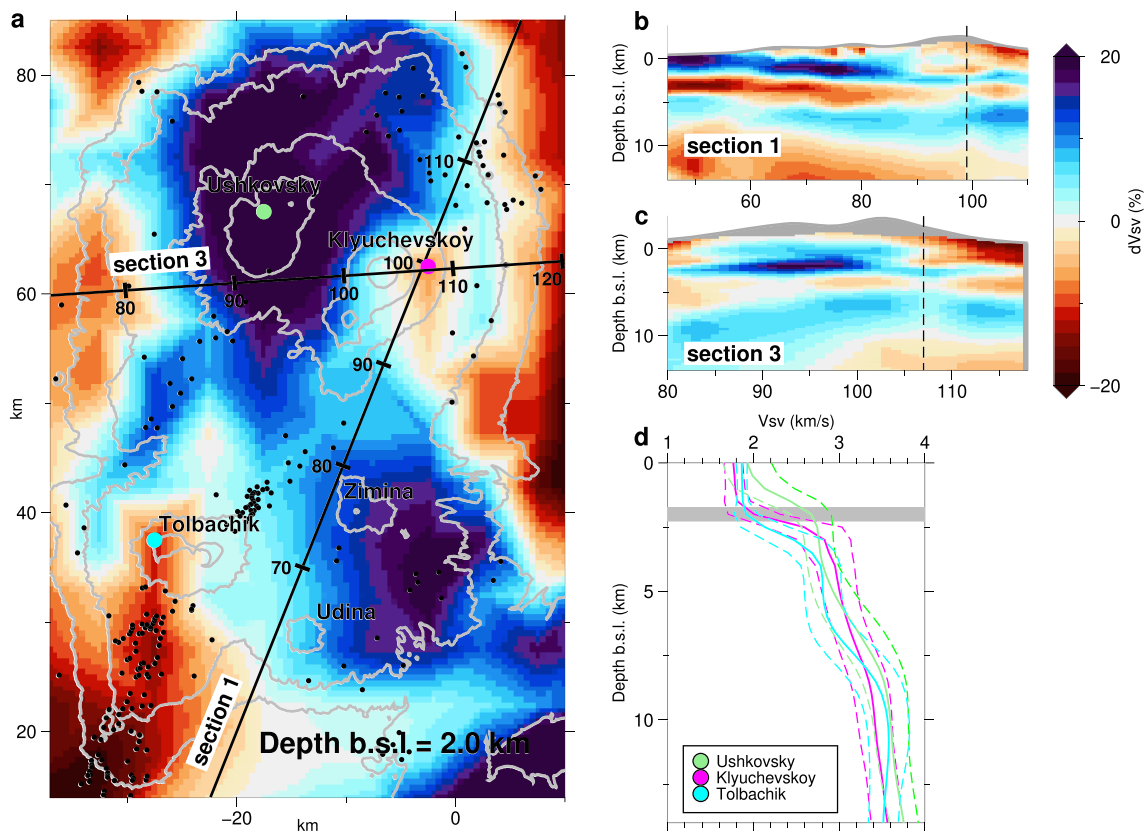 a
80
60
40
20
km
−20
0
km
Ushkovsky
Klyuchevskoy
section 3
80
90
100
100
110
110
120
90
80
70
Zimina
Tolbachik
Udina
section 1
Depth b.s.l.= 2.0 km
b
Depth b.s.l. (km)
0
10
section 1
60
80
100
c
Depth b.s.l. (km)
0
10
section 3
80
90
100
110
20
0
−20
dVsv (%)
d
Vsv (km/s)
1
2
3
4
Depth b.s.l. (km)
0
5
10
Ushkovsky
Klyuchevskoy
Tolbachik